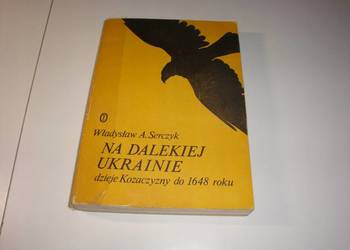 Władysław A. Serczyk
NA DALEKIEJ
UKRAINIE
dzieje Kozaczyzny do 1648 roku